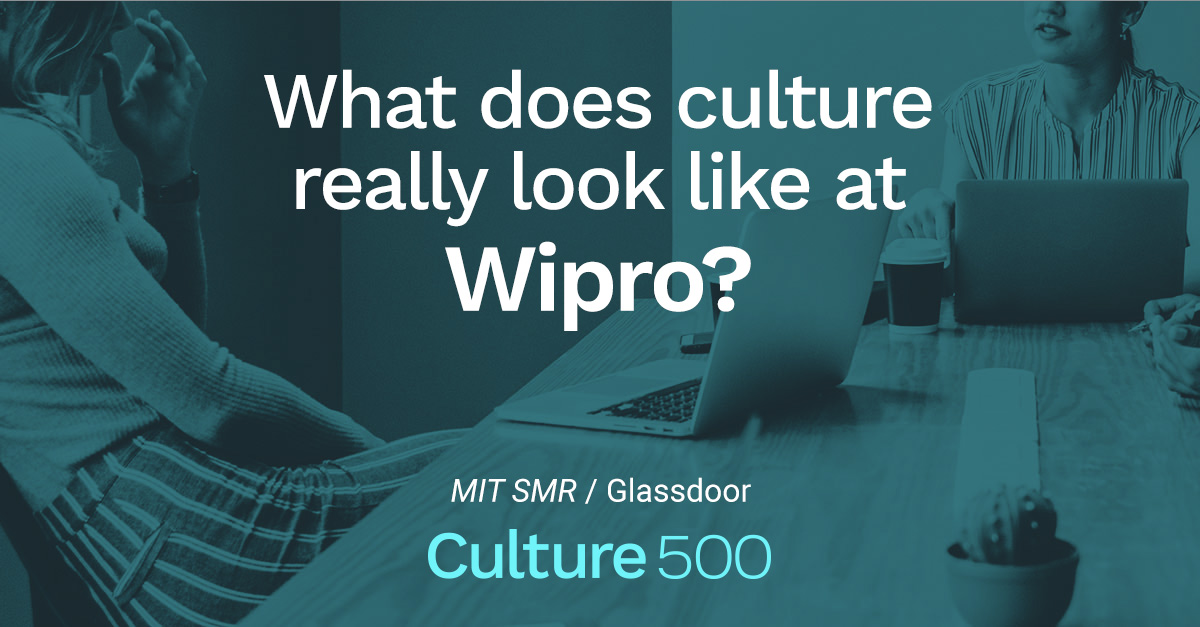 What does culture
really look like at
Wipro?
MIT SMR / Glassdoor
Culture 500